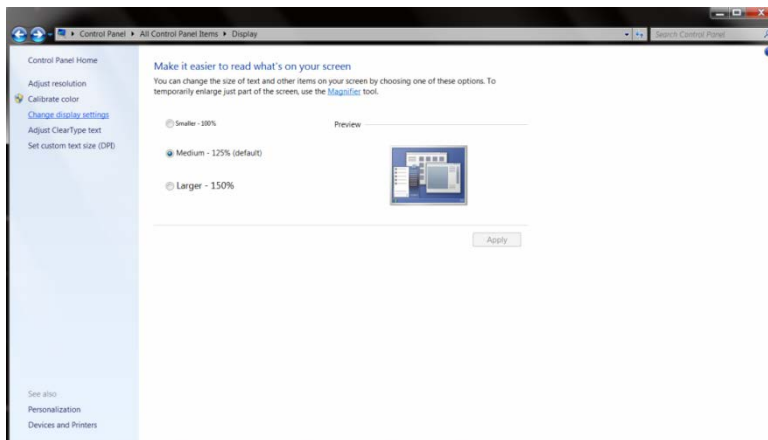 Control Panel ▸ All Control Panel Items ▸ Display
Search Control Panel
Control Panel Home
Adjust resolution
Calibrate color
Change display settings
Adjust ClearType text
Set custom text size (DPI)
Make it easier to read what's on your screen
You can change the size of text and other items on your screen by choosing one of these options. To
temporarily enlarge just part of the screen, use the Magnifier tool.
Smaller - 100%
Preview
Medium - 125% (default)
Larger - 150%
Apply
See also
Personalization
Devices and Printers